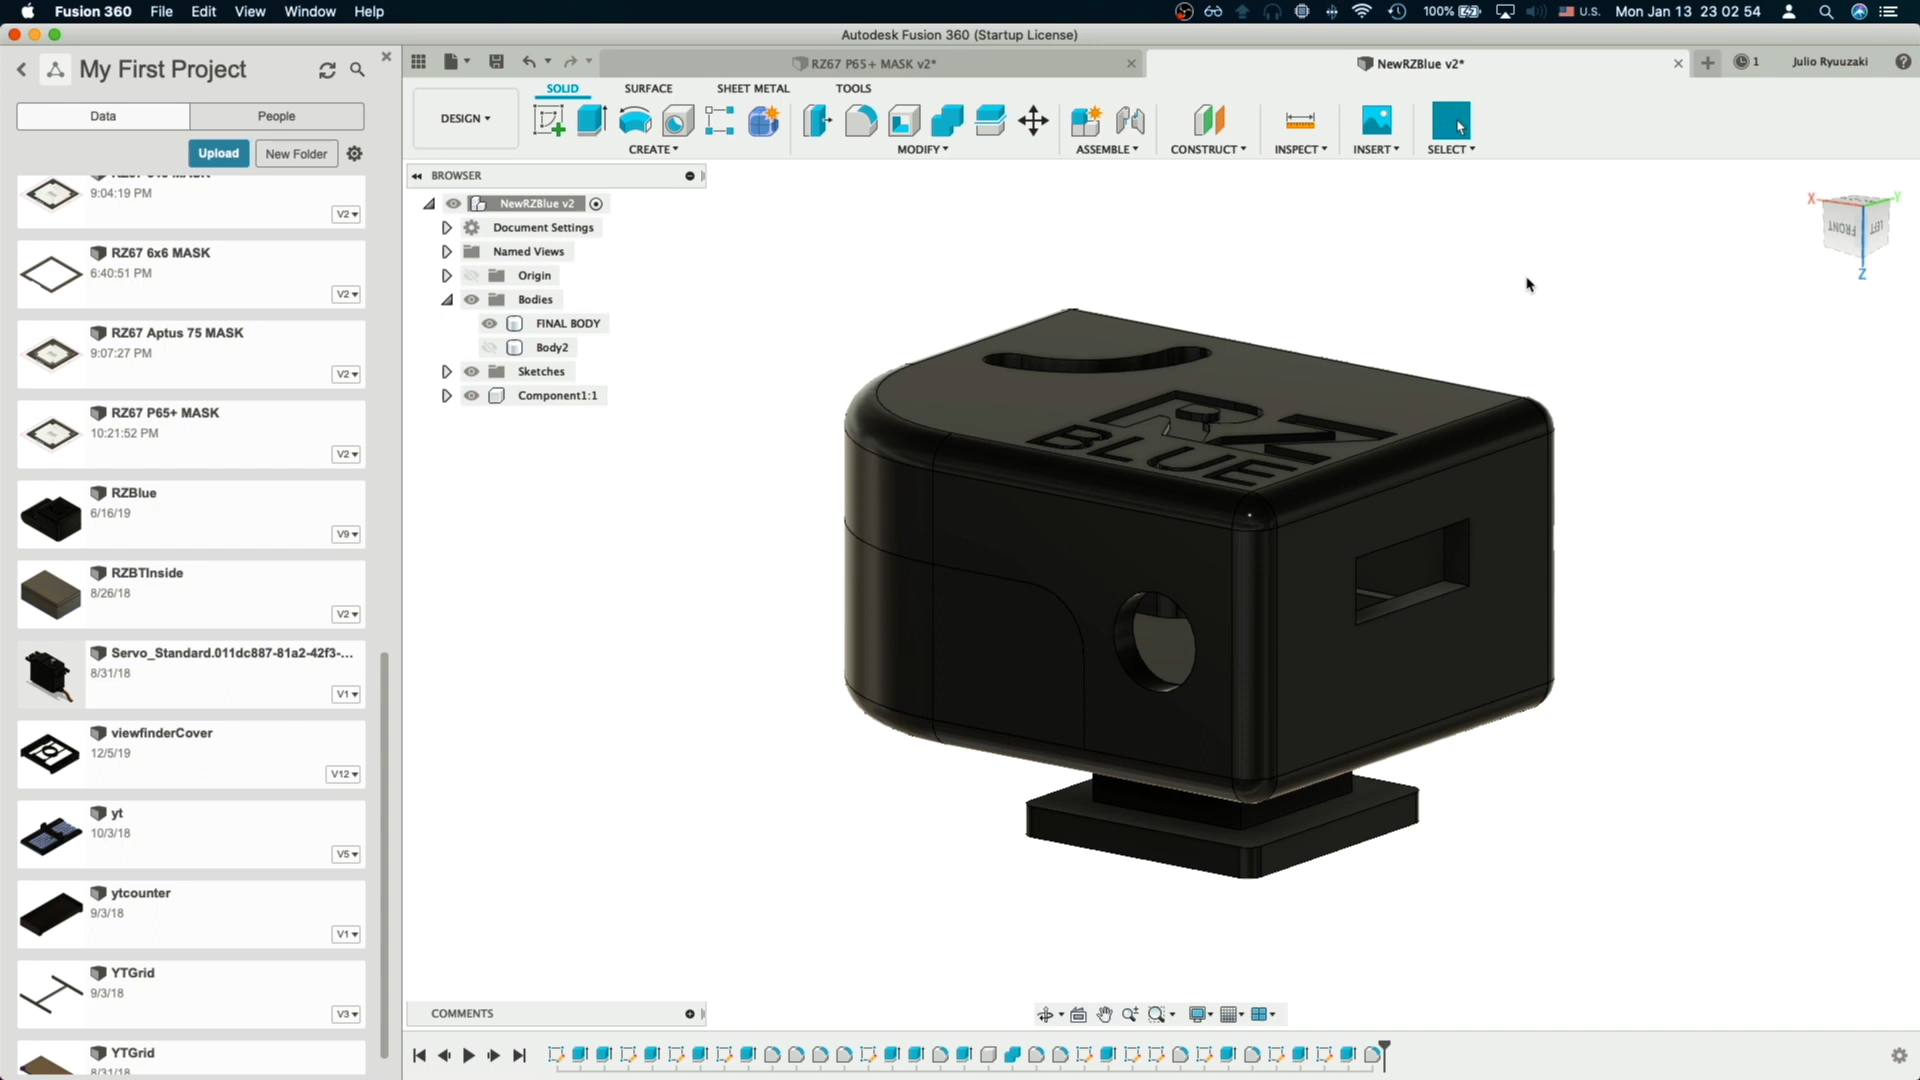 Fusion 360 File Edit View Window Help
100% U.S. Mon Jan 13 23 02 54
Autodesk Fusion 360 (Startup License)
My First Project
RZ67 P65+ MASK v2*
NewRZBlue v2*
1 Julio Ryuuzaki
SOLID SURFACE SHEET METAL TOOLS
Data People
DESIGN
Upload New Folder
CREATE MODIFY ASSEMBLE CONSTRUCT INSPECT INSERT SELECT
BROWSER
NewRZBlue v2
Document Settings
Named Views
Origin
Bodies
FINAL BODY
Body2
Sketches
Component1:1
9:04:19 PM
V2
RZ67 6x6 MASK
6:40:51 PM
V2
RZ67 Aptus 75 MASK
9:07:27 PM
V2
RZ67 P65+ MASK
10:21:52 PM
V2
RZBlue
6/16/19
V9
RZBTInside
8/26/18
V2
Servo_Standard.011dc887-81a2-42f3-...
8/31/18
V1
viewfinderCover
12/5/19
V12
yt
10/3/18
V5
ytcounter
9/3/18
V1
YTGrid
9/3/18
V3
YTGrid
8/31/18
X Y
FRONT LEFT
Z
RZ
BLUE
COMMENTS